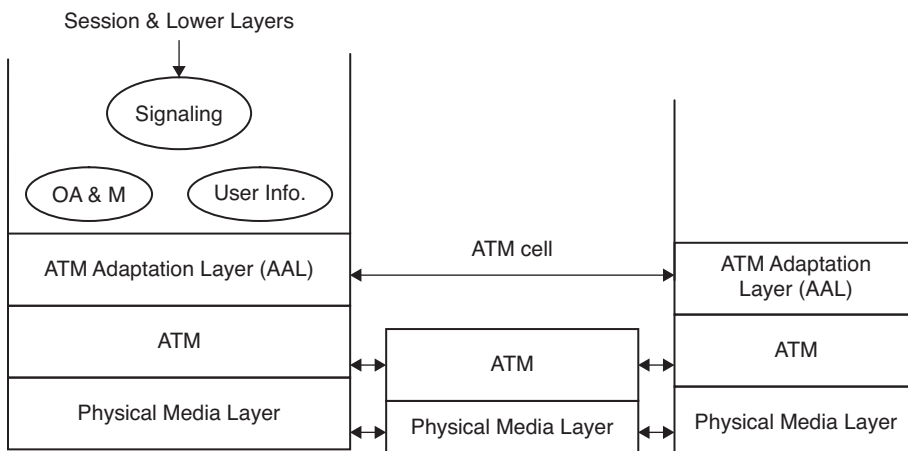 Session & Lower Layers
Signaling
OA & M
User Info.
ATM Adaptation Layer (AAL)
ATM cell
ATM Adaptation
Layer (AAL)
ATM
ATM
ATM
Physical Media Layer
Physical Media Layer
Physical Media Layer